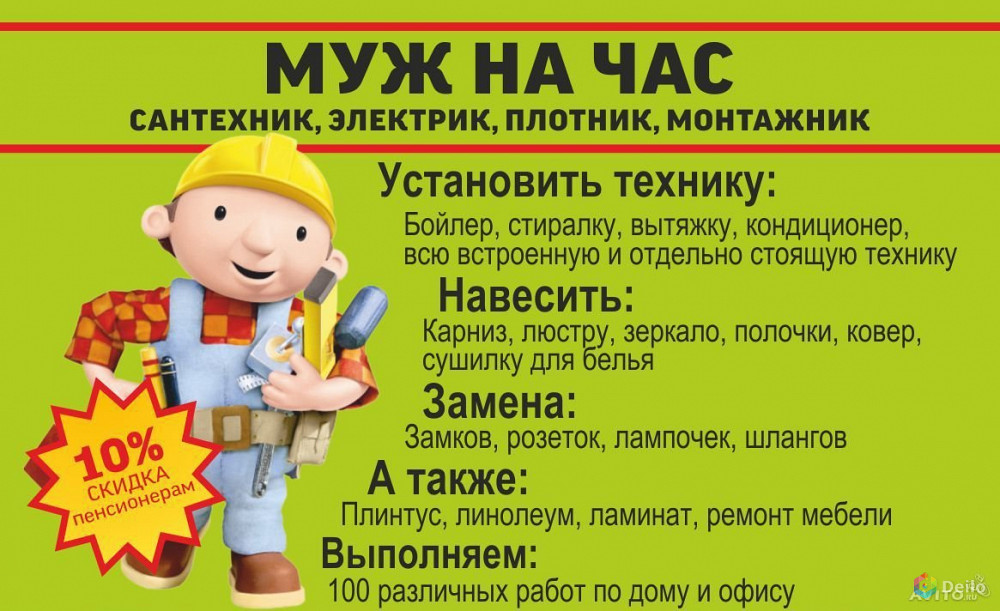 МУЖ НА ЧАС
САНТЕХНИК, ЭЛЕКТРИК, ПЛОТНИК, МОНТАЖНИК
Установить технику:
Бойлер, стиралку, вытяжку, кондиционер,
всю встроенную и отдельно стоящую технику
Навесить:
Карниз, люстру, зеркало, полочки, ковер,
сушилку для белья
Замена:
Замков, розеток, лампочек, шлангов
А также:
Плинтус, линолеум, ламинат, ремонт мебели
Выполняем:
100 различных работ по дому и офису
10%
СКИДКА
пенсионерам